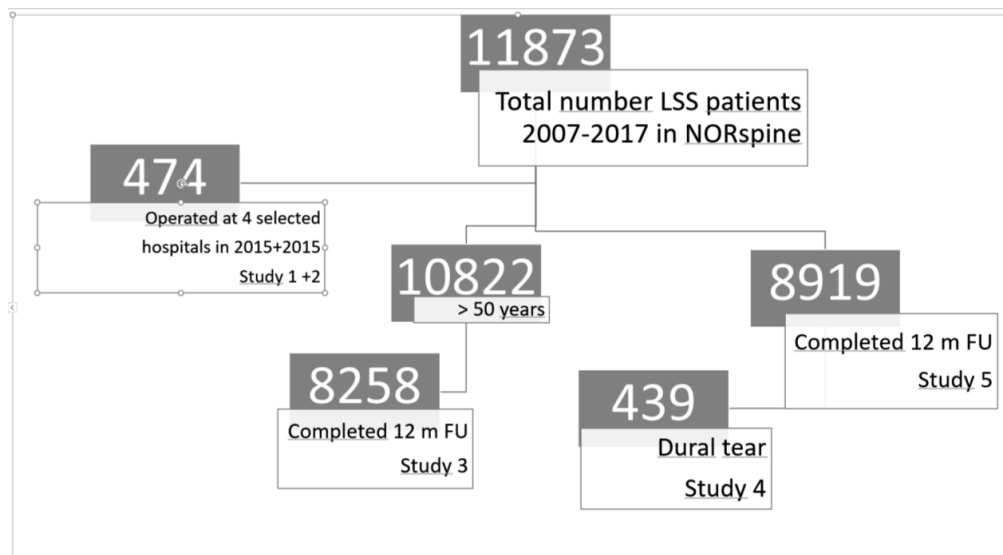 11873
Total number LSS patients
2007-2017 in NORspine
474
Operated at 4 selected
hospitals in 2015+2015
Study 1 +2
10822
> 50 years
8919
Completed 12 m FU
Study 5
8258
Completed 12 m FU
Study 3
439
Dural tear
Study 4